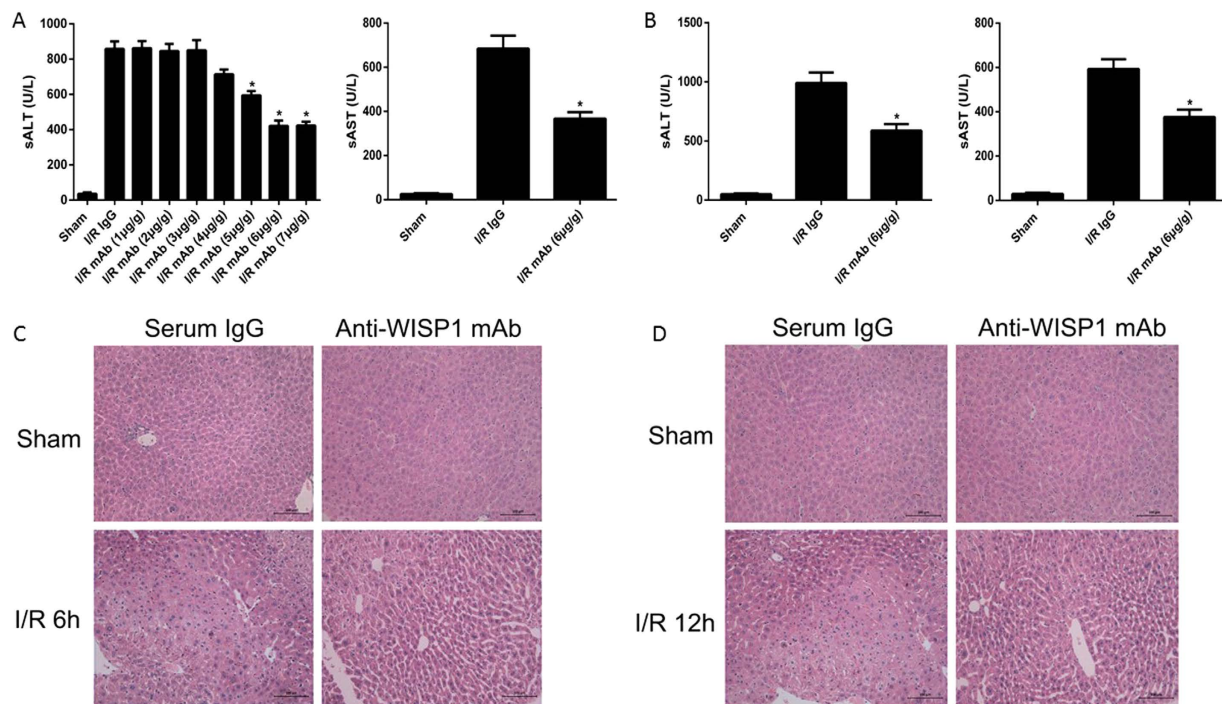 A
sALT (U/L)
1000
800
600
400
200
0
Sham
I/R IgG
I/R mAb (1µg/g)
I/R mAb (2µg/g)
I/R mAb (3µg/g)
I/R mAb (4µg/g)
I/R mAb (5µg/g)
I/R mAb (6µg/g)
I/R mAb (7µg/g)
* * *
sAST (U/L)
800
600
400
200
0
Sham
I/R IgG
I/R mAb (6µg/g)
*
B
sALT (U/L)
1500
1000
500
0
Sham
I/R IgG
I/R mAb (6µg/g)
*
sAST (U/L)
800
600
400
200
0
Sham
I/R IgG
I/R mAb (6µg/g)
*
C
Serum IgG Anti-WISP1 mAb
Sham
I/R 6h
D
Serum IgG Anti-WISP1 mAb
Sham
I/R 12h